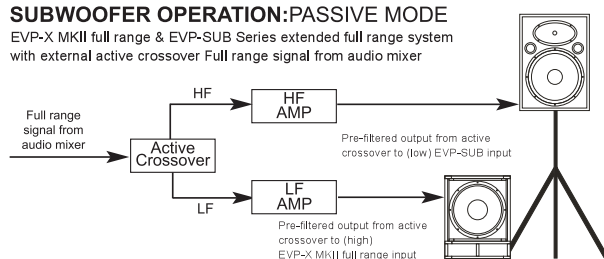 SUBWOOFER OPERATION:PASSIVE MODE
EVP-X MKII full range & EVP-SUB Series extended full range system
with external active crossover Full range signal from audio mixer
Full range
signal from
audio mixer
Active
Crossover
HF
HF
AMP
Pre-filtered output from active
crossover to (low) EVP-SUB input
LF
LF
AMP
Pre-filtered output from active
crossover to (high)
EVP-X MKII full range input